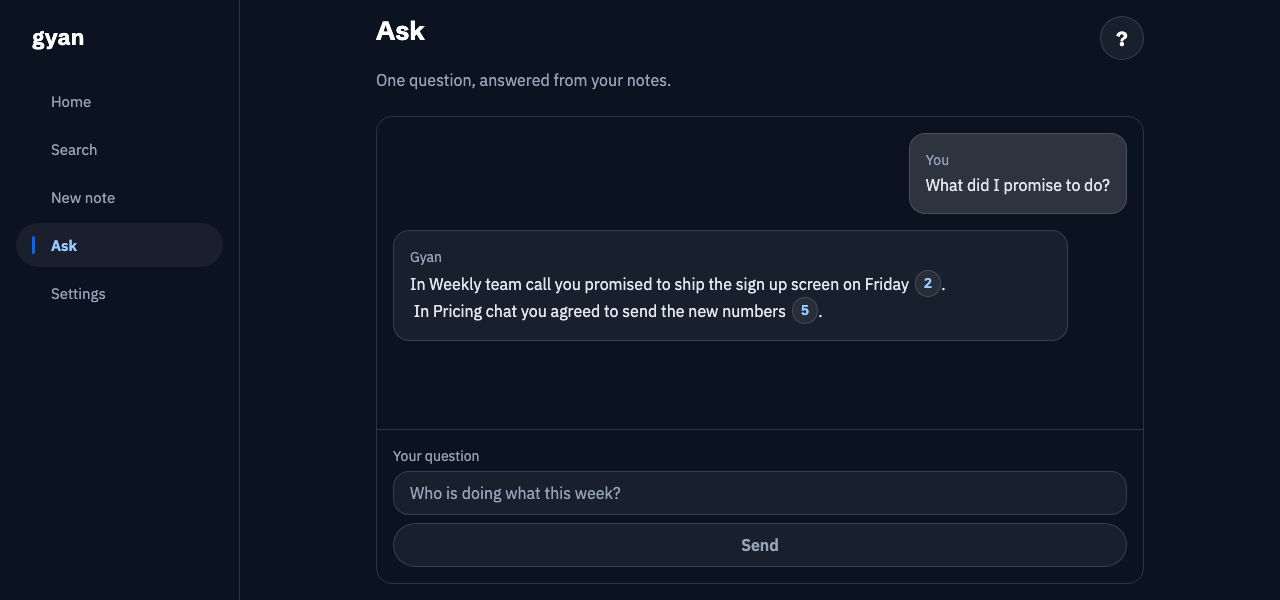 gyan
Home
Search
New note
Ask
Settings
Ask
?
One question, answered from your notes.
You
What did I promise to do?
Gyan
In Weekly team call you promised to ship the sign up screen on Friday 2.
In Pricing chat you agreed to send the new numbers 5.
Your question
Who is doing what this week?
Send